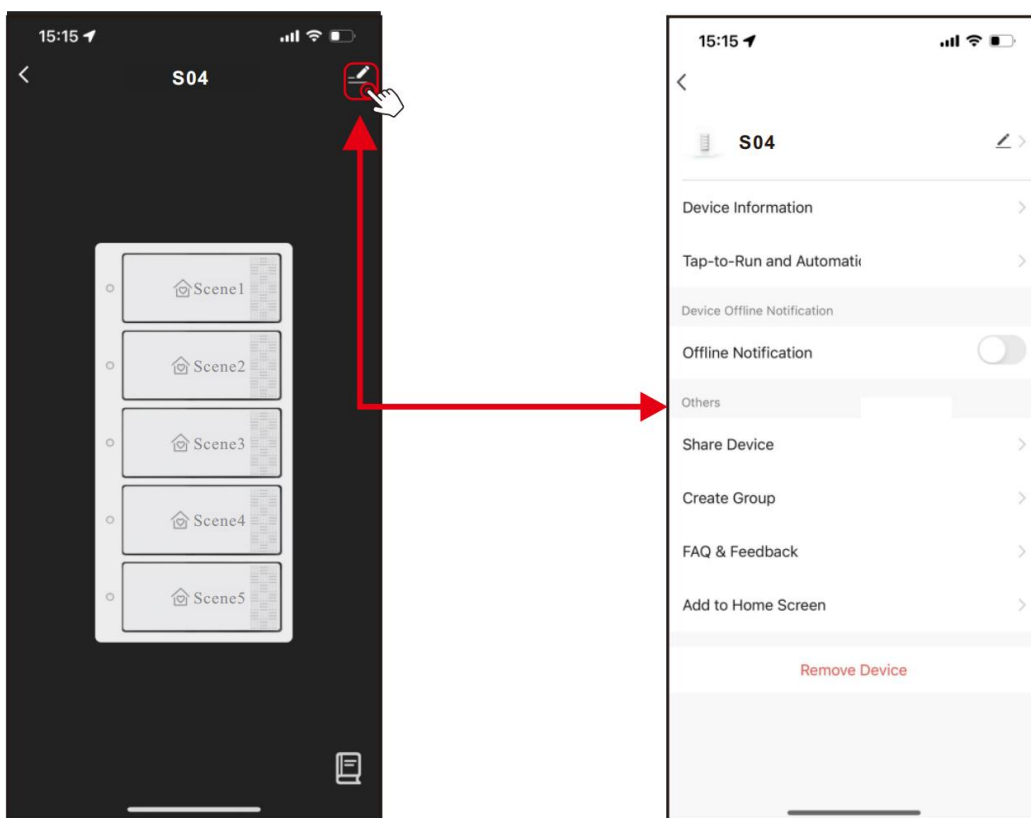 15:15
S04
Scene1
Scene2
Scene3
Scene4
Scene5
15:15
S04
Device Information
Tap-to-Run and Automati
Device Offline Notification
Offline Notification
Others
Share Device
Create Group
FAQ & Feedback
Add to Home Screen
Remove Device